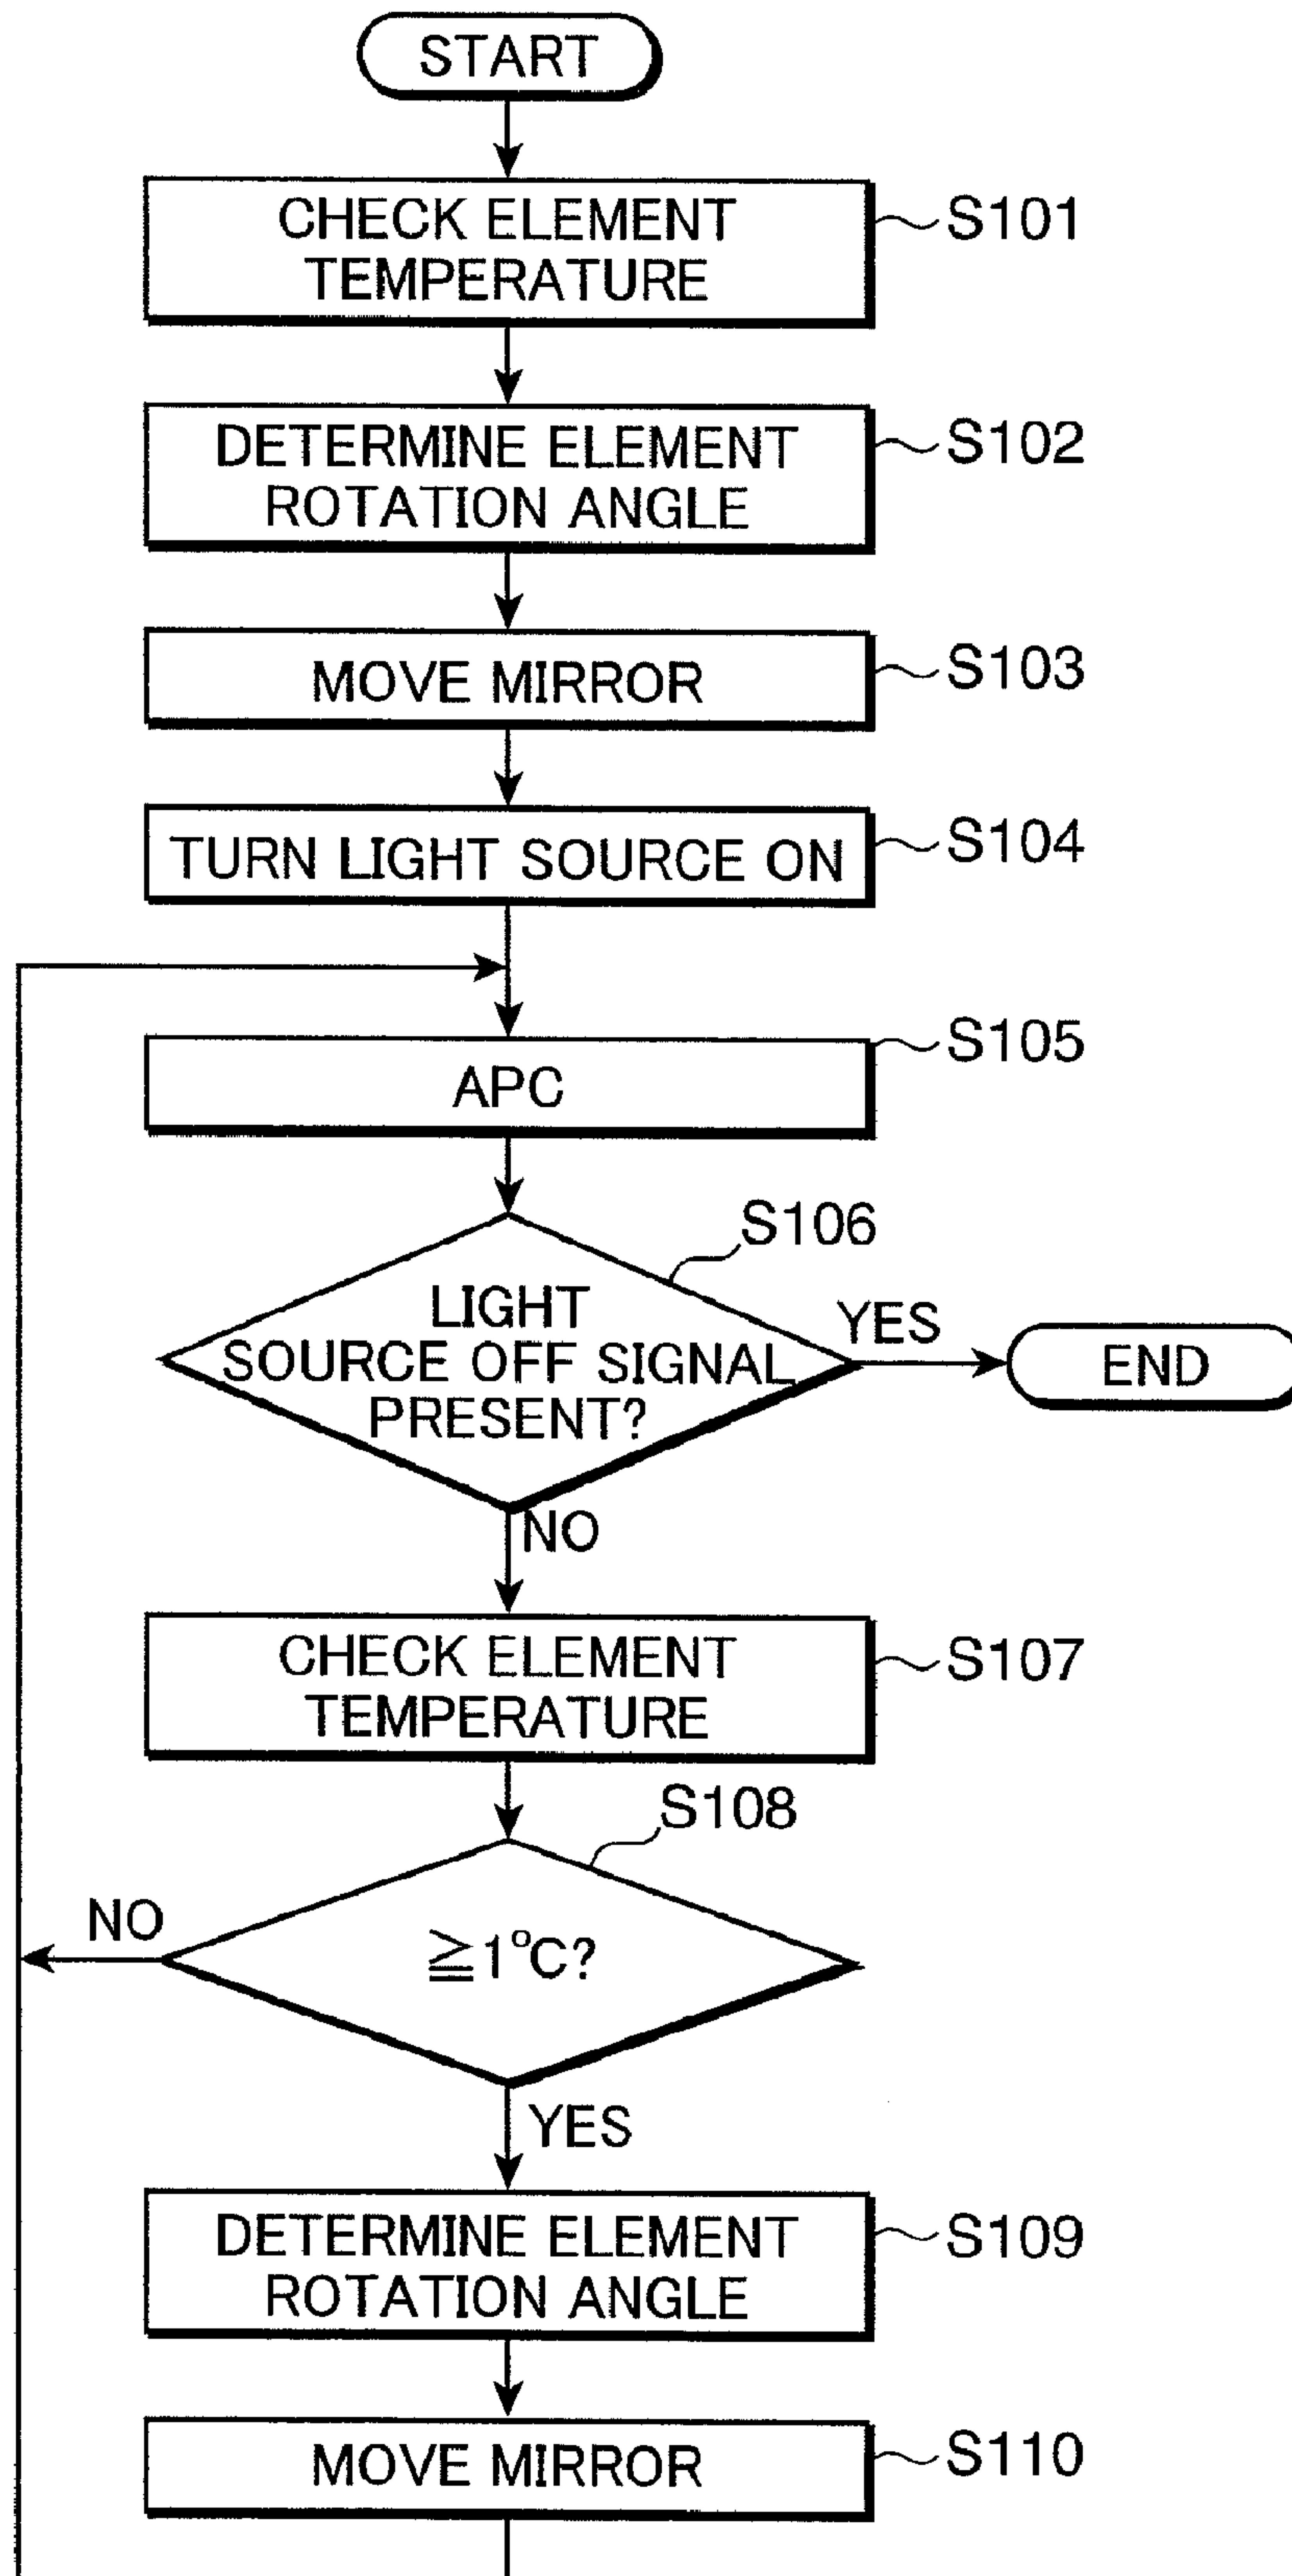 START
CHECK ELEMENT
TEMPERATURE
S101
DETERMINE ELEMENT
ROTATION ANGLE
S102
MOVE MIRROR
S103
TURN LIGHT SOURCE ON
S104
APC
S105
S106
LIGHT
SOURCE OFF SIGNAL
PRESENT?
YES
END
NO
CHECK ELEMENT
TEMPERATURE
S107
S108
≧1°C?
NO
YES
DETERMINE ELEMENT
ROTATION ANGLE
S109
MOVE MIRROR
S110